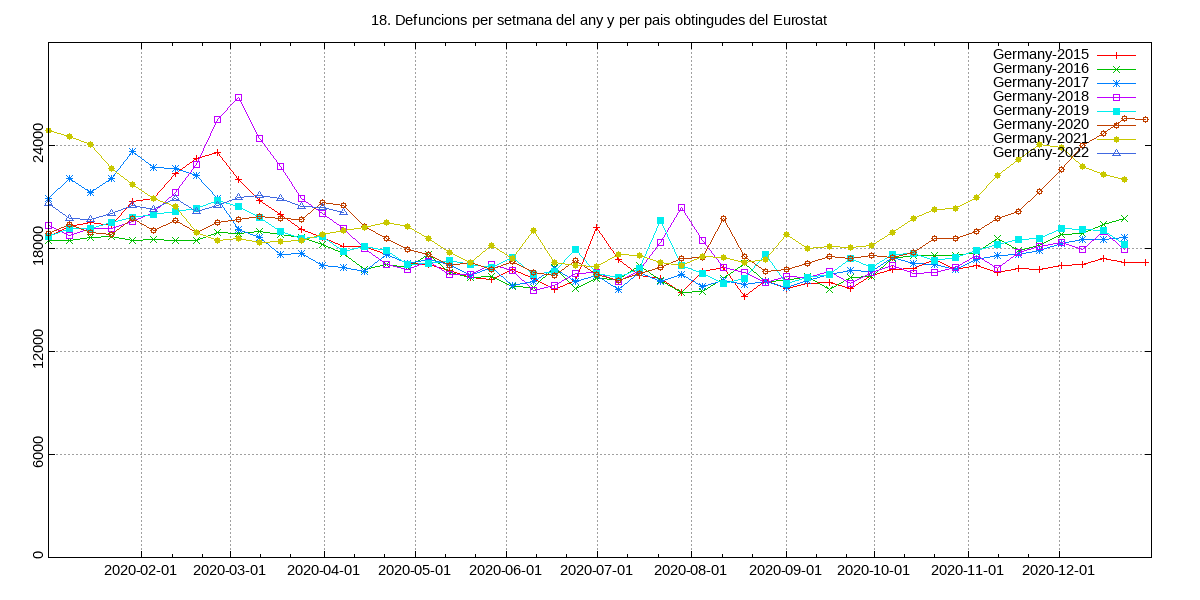 18. Defuncions per setmana del any y per pais obtingudes del Eurostat
Germany-2015
Germany-2016
Germany-2017
Germany-2018
Germany-2019
Germany-2020
Germany-2021
Germany-2022
24000
18000
12000
6000
0
2020-02-01 2020-03-01 2020-04-01 2020-05-01 2020-06-01 2020-07-01 2020-08-01 2020-09-01 2020-10-01 2020-11-01 2020-12-01